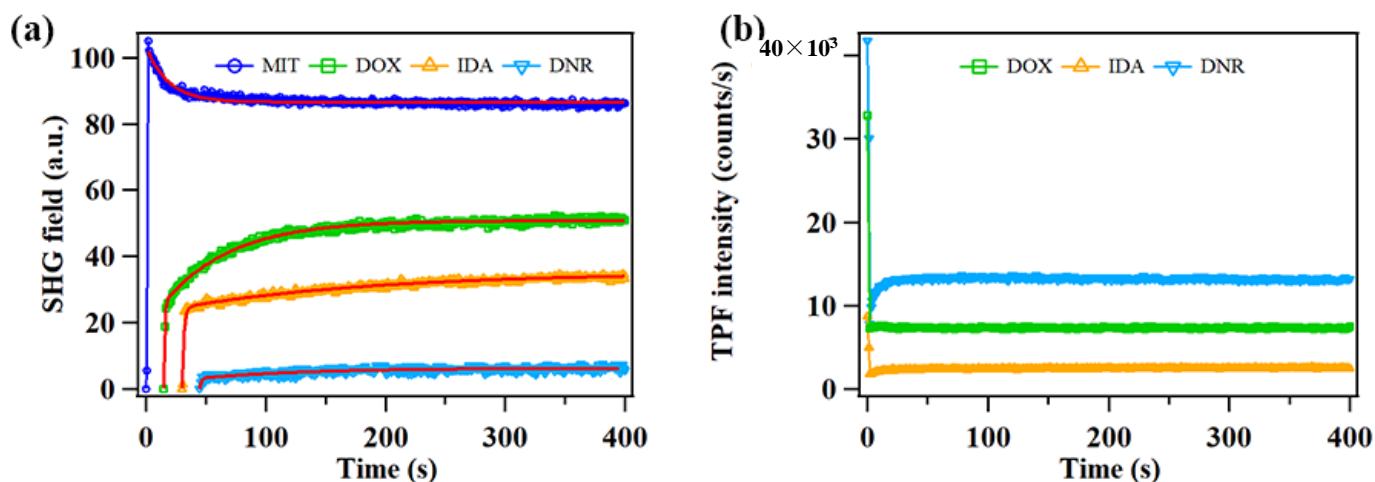 (a)
SHG field (a.u.)
100
80
60
40
20
0
MIT DOX IDA DNR
0 100 200 300 400
Time (s)
(b)
TPF intensity (counts/s)
40×10³
30
20
10
0
DOX IDA DNR
0 100 200 300 400
Time (s)